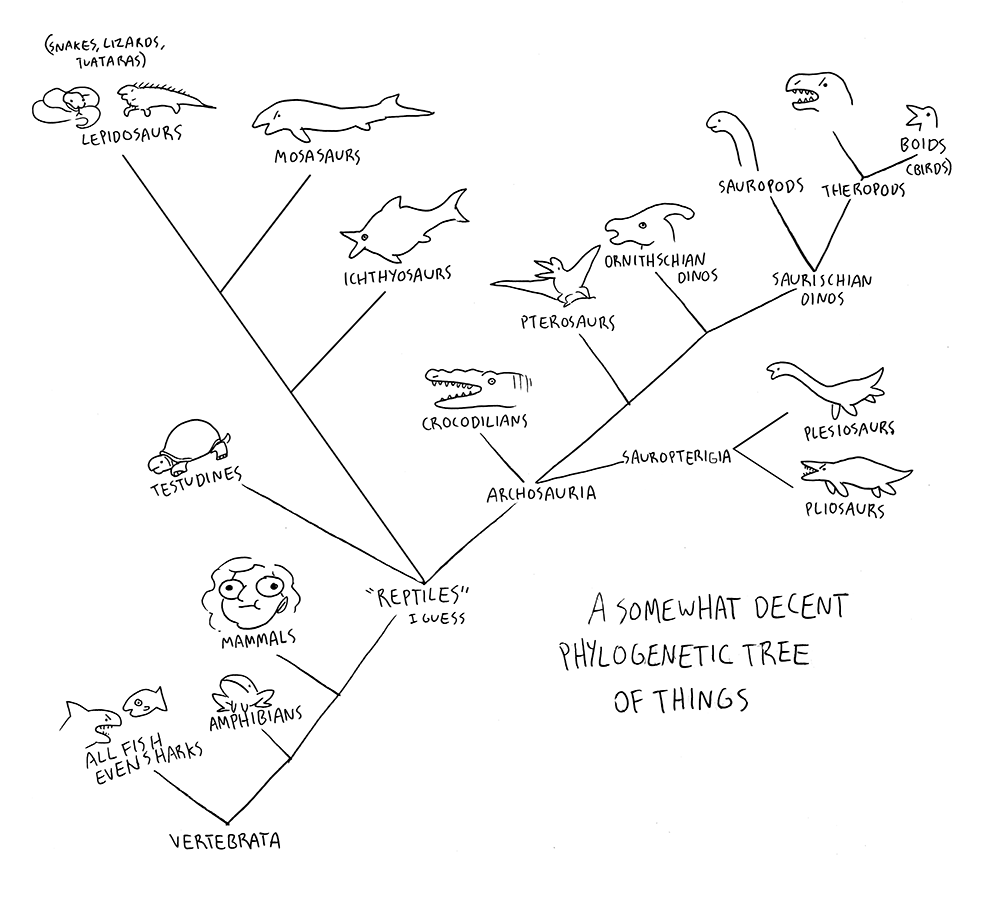 (SNAKES, LIZARDS,
TUATARAS)
LEPIDOSAURS
MOSASAURS
ICHTHYOSAURS
BOIDS
(BIRDS)
SAUROPODS
THEROPODS
ORNITHSCHIAN
DINOS
SAURISCHIAN
DINOS
PTEROSAURS
CROCODILIANS
PLESIOSAURS
SAUROPTERIGIA
PLIOSAURS
TESTUDINES
ARCHOSAURIA
"REPTILES"
I GUESS
MAMMALS
A SOMEWHAT DECENT
PHYLOGENETIC TREE
OF THINGS
AMPHIBIANS
ALL FISH
EVEN SHARKS
VERTEBRATA